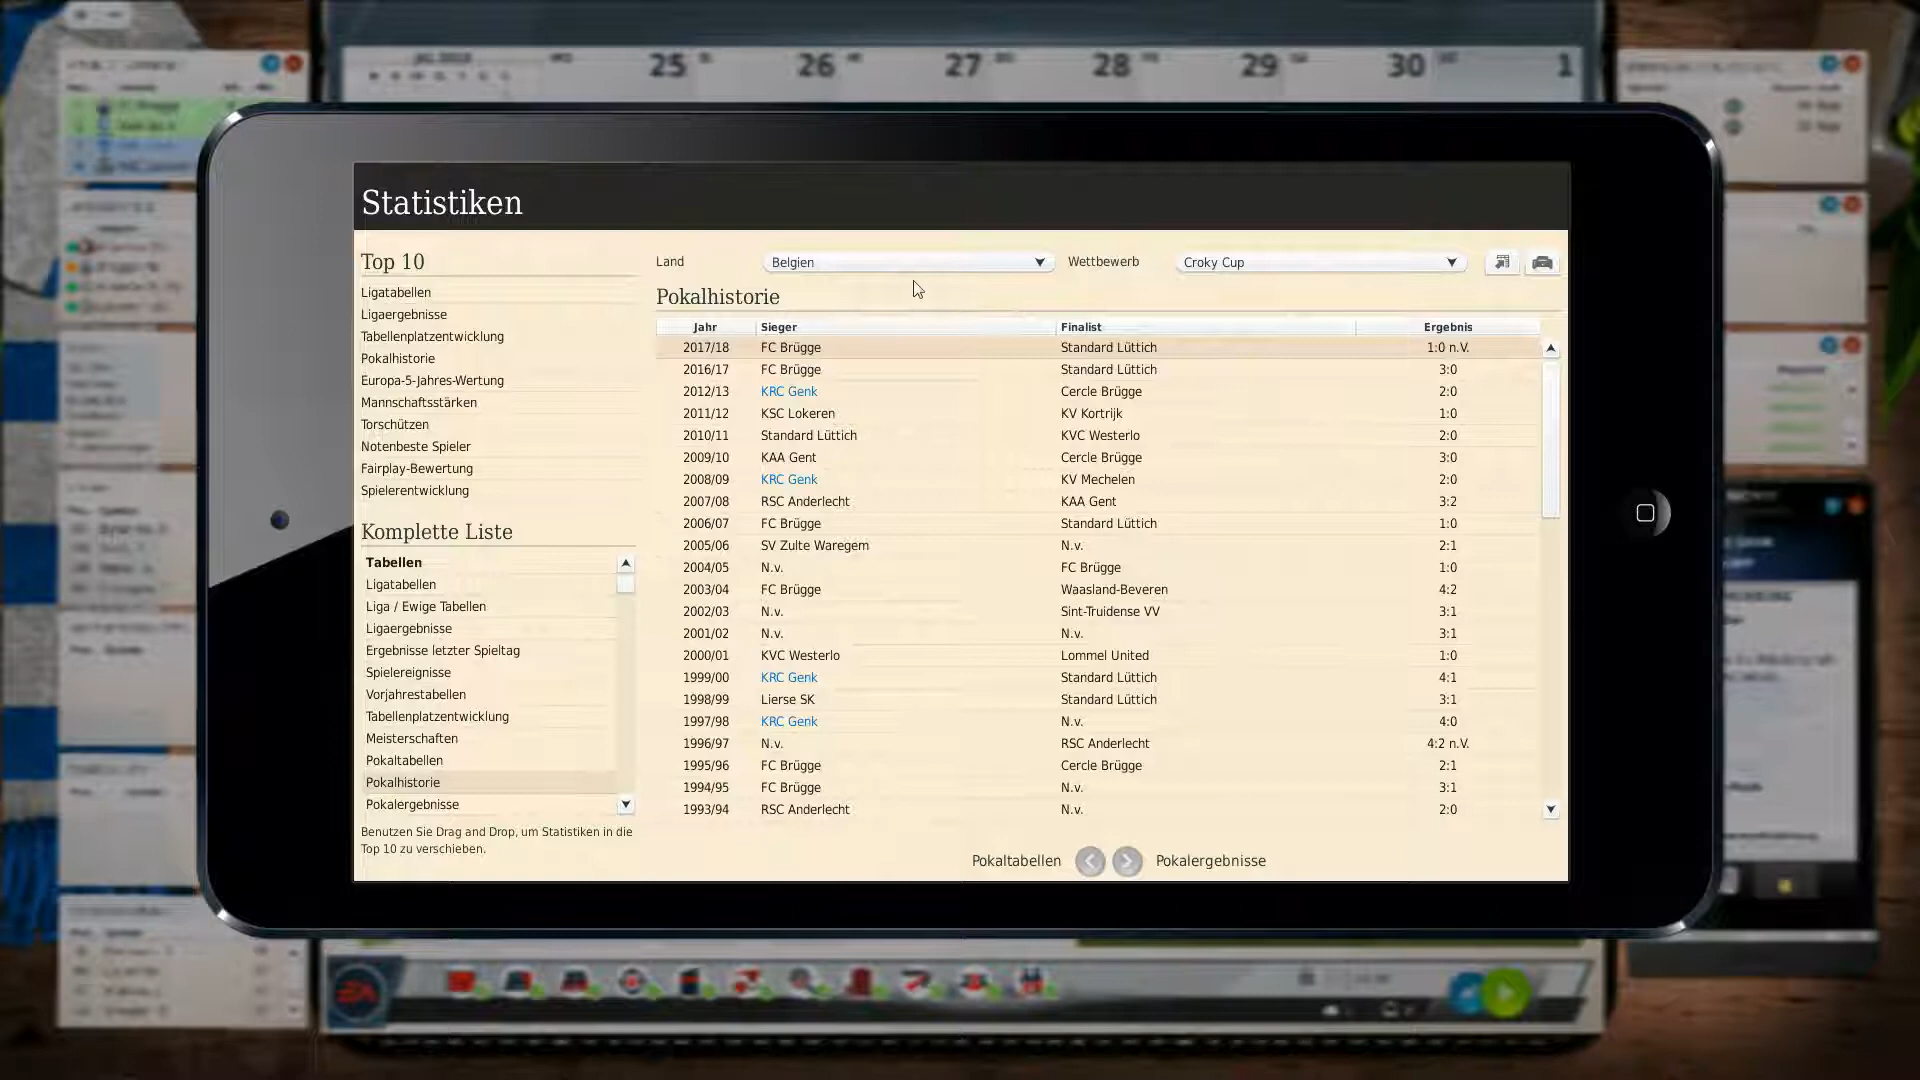 25 26 27 28 29 30 1
Statistiken
Top 10
Ligatabellen
Ligaergebnisse
Tabellenplatzentwicklung
Pokalhistorie
Europa-5-Jahres-Wertung
Mannschaftsstärken
Torschützen
Notenbeste Spieler
Fairplay-Bewertung
Spielerentwicklung
Komplette Liste
Tabellen
Ligatabellen
Liga / Ewige Tabellen
Ligaergebnisse
Ergebnisse letzter Spieltag
Spielereignisse
Vorjahrestabellen
Tabellenplatzentwicklung
Meisterschaften
Pokaltabellen
Pokalhistorie
Pokalergebnisse
Benutzen Sie Drag and Drop, um Statistiken in die
Top 10 zu verschieben.
Land Belgien Wettbewerb Croky Cup
Pokalhistorie
Jahr Sieger Finalist Ergebnis
2017/18 FC Brügge Standard Lüttich 1:0 n.V.
2016/17 FC Brügge Standard Lüttich 3:0
2012/13 KRC Genk Cercle Brügge 2:0
2011/12 KSC Lokeren KV Kortrijk 1:0
2010/11 Standard Lüttich KVC Westerlo 2:0
2009/10 KAA Gent Cercle Brügge 3:0
2008/09 KRC Genk KV Mechelen 2:0
2007/08 RSC Anderlecht KAA Gent 3:2
2006/07 FC Brügge Standard Lüttich 1:0
2005/06 SV Zulte Waregem N.v. 2:1
2004/05 N.v. FC Brügge 1:0
2003/04 FC Brügge Waasland-Beveren 4:2
2002/03 N.v. Sint-Truidense VV 3:1
2001/02 N.v. N.v. 3:1
2000/01 KVC Westerlo Lommel United 1:0
1999/00 KRC Genk Standard Lüttich 4:1
1998/99 Lierse SK Standard Lüttich 3:1
1997/98 KRC Genk N.v. 4:0
1996/97 N.v. RSC Anderlecht 4:2 n.V.
1995/96 FC Brügge Cercle Brügge 2:1
1994/95 FC Brügge N.v. 3:1
1993/94 RSC Anderlecht N.v. 2:0
Pokaltabellen Pokalergebnisse
EA